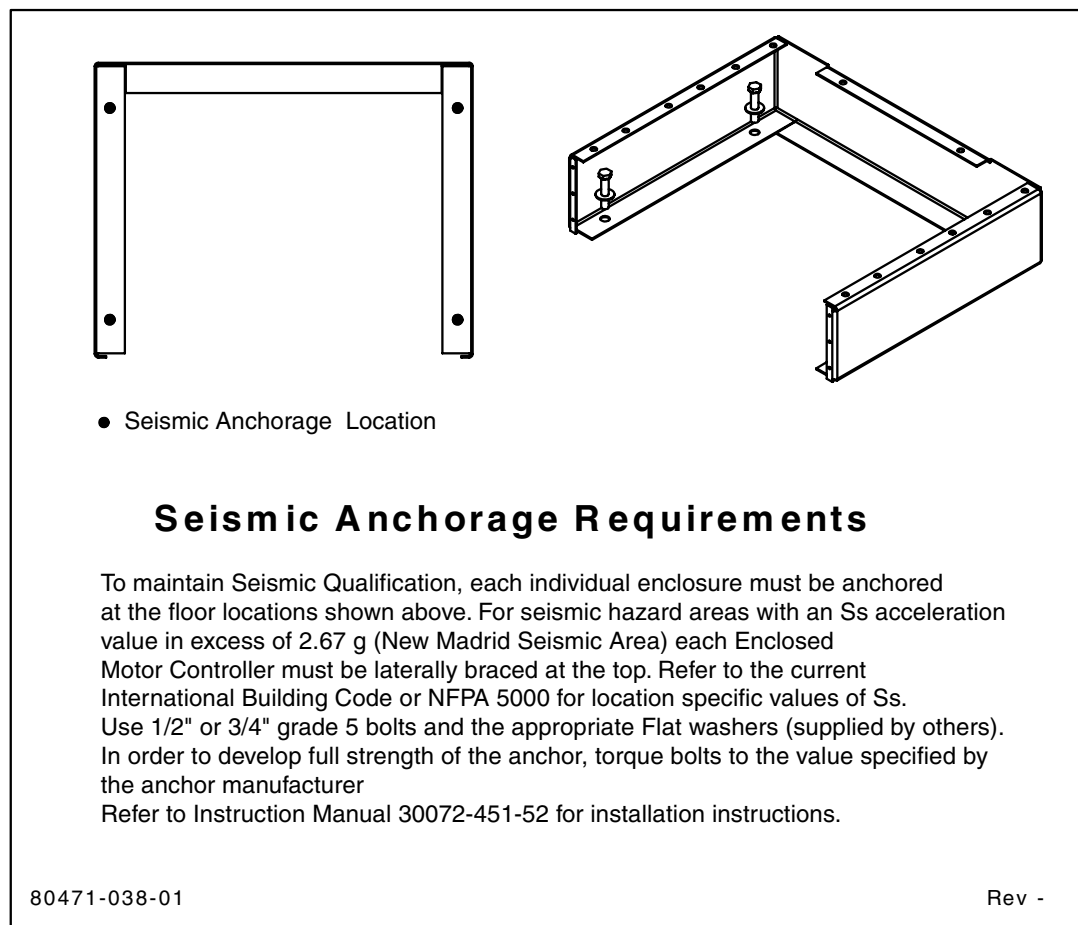 ● Seismic Anchorage Location
Seismic Anchorage Requirements
To maintain Seismic Qualification, each individual enclosure must be anchored
at the floor locations shown above. For seismic hazard areas with an Ss acceleration
value in excess of 2.67 g (New Madrid Seismic Area) each Enclosed
Motor Controller must be laterally braced at the top. Refer to the current
International Building Code or NFPA 5000 for location specific values of Ss.
Use 1/2" or 3/4" grade 5 bolts and the appropriate Flat washers (supplied by others).
In order to develop full strength of the anchor, torque bolts to the value specified by
the anchor manufacturer
Refer to Instruction Manual 30072-451-52 for installation instructions.
80471-038-01 Rev -